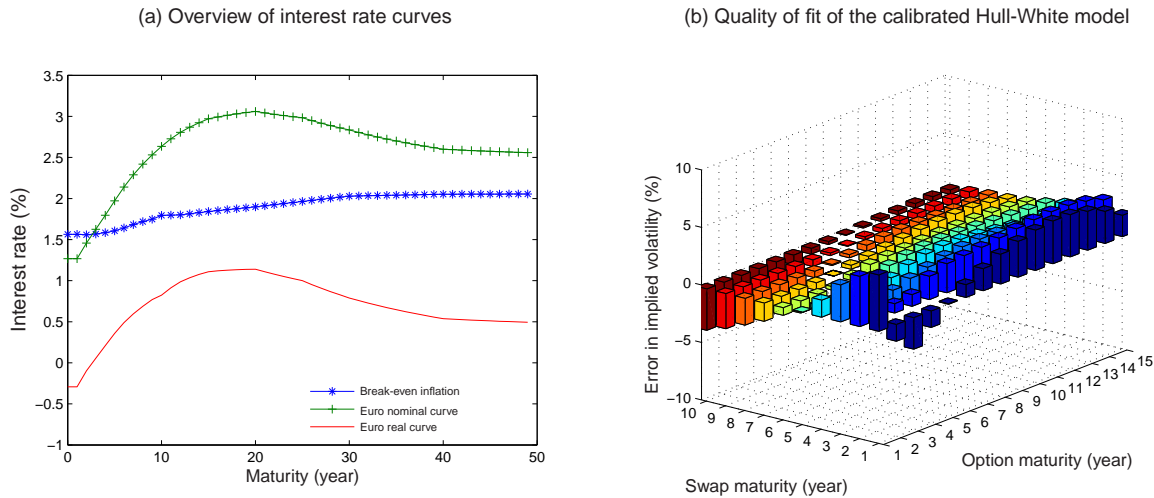 (a) Overview of interest rate curves
3.5
3
2.5
2
1.5
1
0.5
0
−0.5
−1
0 10 20 30 40 50
Interest rate (%)
Maturity (year)
Break-even inflation
Euro nominal curve
Euro real curve
(b) Quality of fit of the calibrated Hull-White model
10
5
0
−5
−10
Error in implied volatility (%)
10 9 8 7 6 5 4 3 2 1
Swap maturity (year)
1 2 3 4 5 6 7 8 9 10 11 12 13 14 15
Option maturity (year)